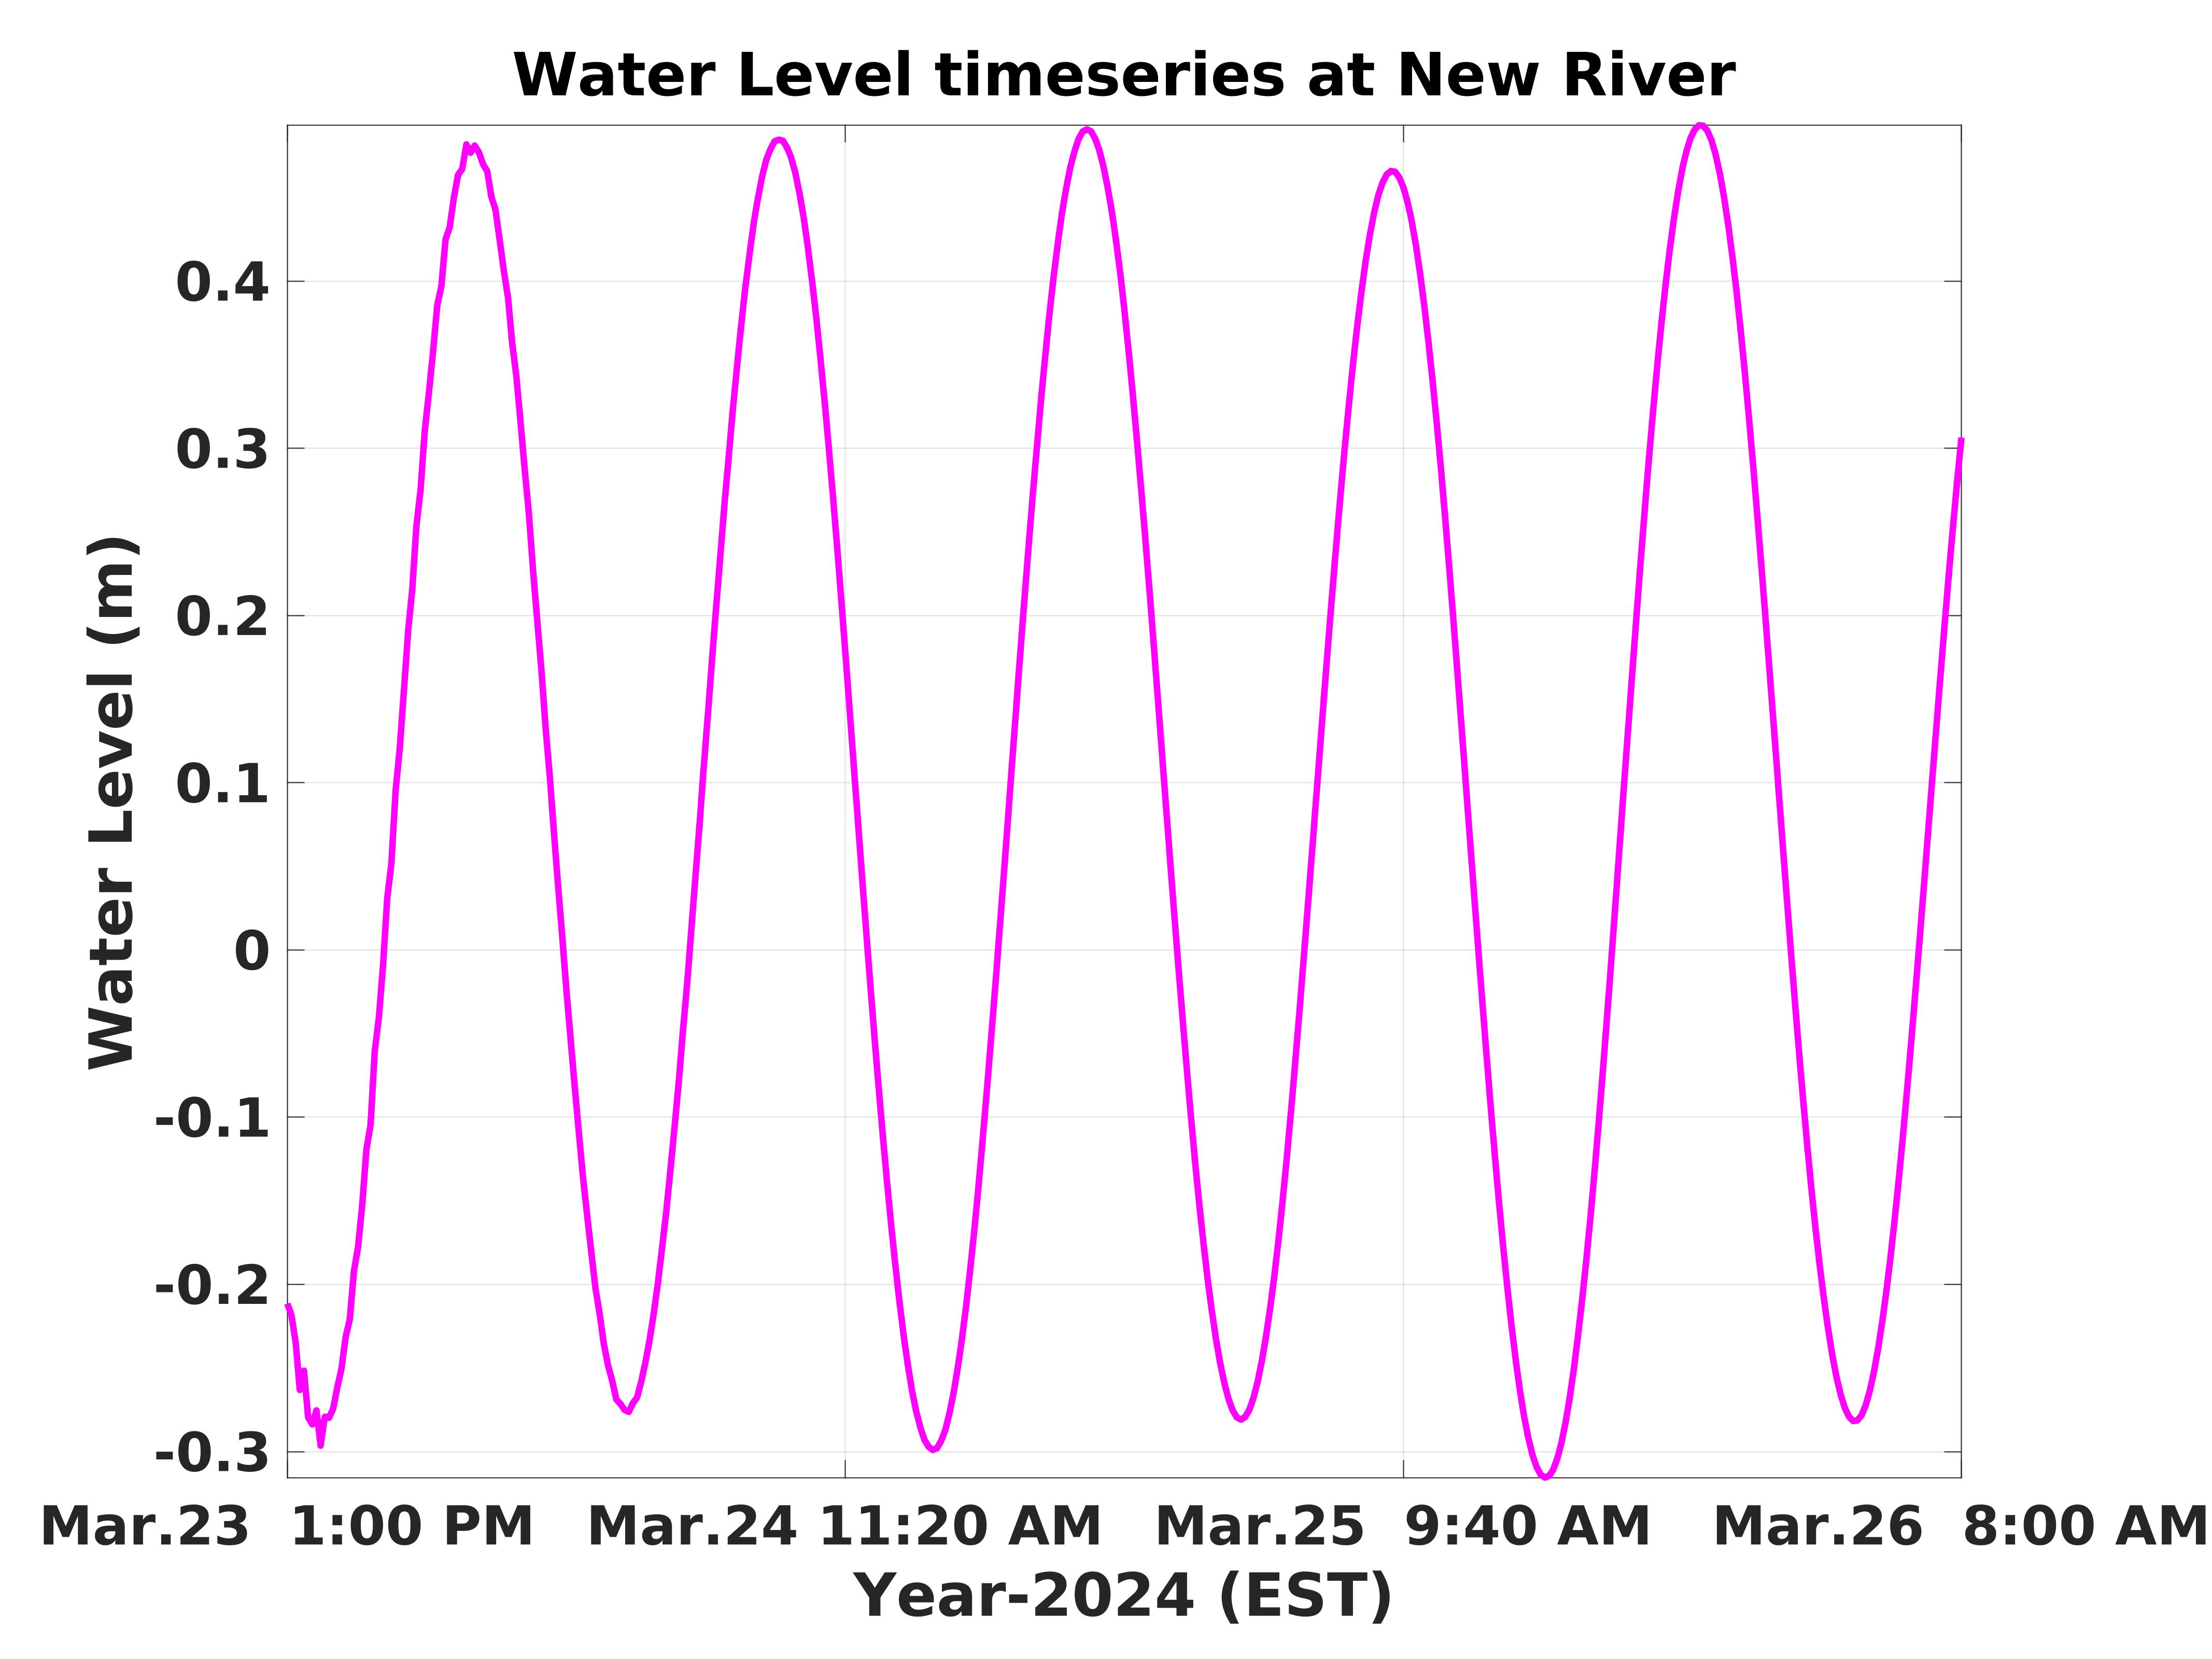 Water Level timeseries at New River
Water Level (m)
0.4
0.3
0.2
0.1
0
-0.1
-0.2
-0.3
Mar.23 1:00 PM
Mar.24 11:20 AM
Mar.25 9:40 AM
Mar.26 8:00 AM
Year-2024 (EST)